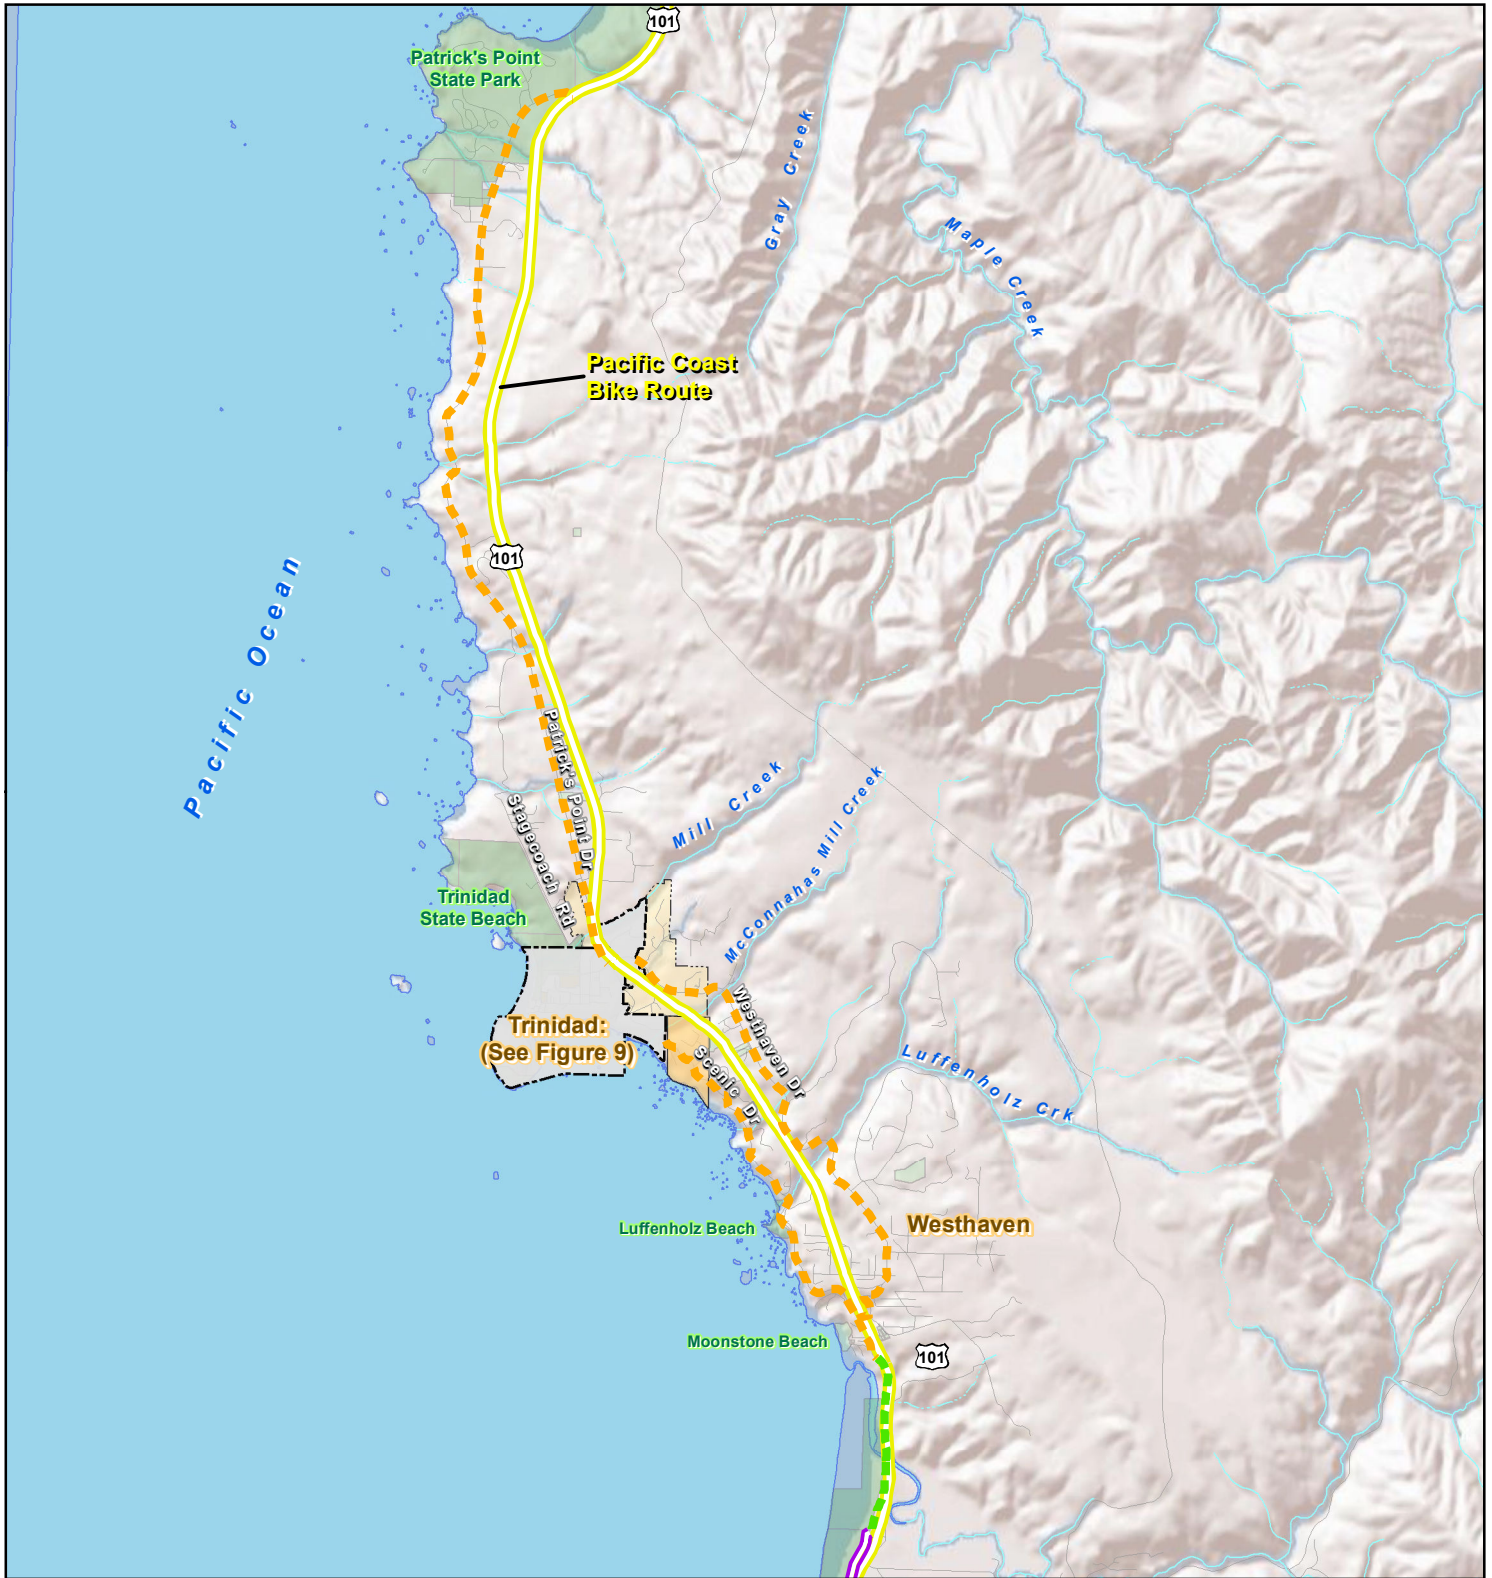 101
Patrick's Point
State Park
Gray Creek
Maple Creek
Pacific Coast
Bike Route
101
Pacific Ocean
Patrick's Point Dr
Mill Creek
McConnahas Mill Creek
Stagecoach Rd
Trinidad
State Beach
Westhaven Dr
Trinidad:
(See Figure 9)
Scenic Dr
Luffenholz Crk
Westhaven
Luffenholz Beach
Moonstone Beach
101